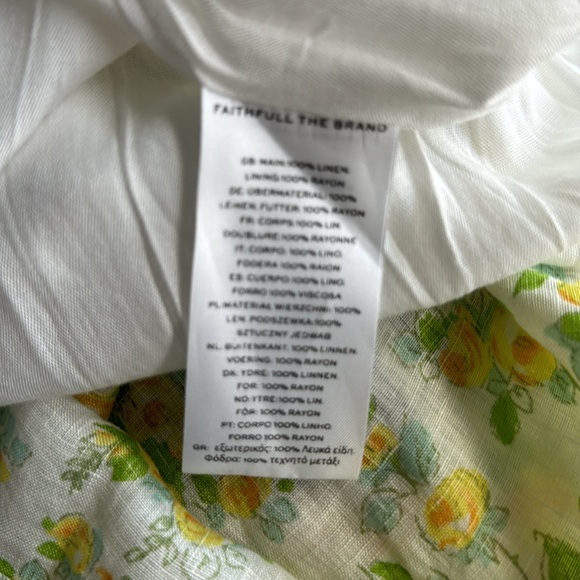 FAITHFULL THE BRAND
GB: MAIN:100% LINEN.
LINING:100% RAYON
DE: ÜBERMATERIAL: 100%
LEINEN. FUTTER: 100% RAYON
FR: CORPS:100% LIN.
DOUBLURE:100% RAYONNE
IT: CORPO: 100% LINO.
FODERA 100% RAION
ES: CUERPO 100% LINO.
FORRO 100% VISCOSA
PL: MATERIAŁ WIERZCHNI: 100%
LEN. PODSZEWKA:100%
SZTUCZNY JEDWAB
NL: BUITENKANT: 100% LINNEN.
VOERING: 100% RAYON
DA: YDRE: 100% LINNEN.
FOR: 100% RAYON
NO: YTRE: 100% LIN.
FÔR: 100% RAYON
PT: CORPO 100% LINHO.
FORRO 100% RAYON
GR: εξωτερικός: 100% Λευκά είδη.
Φόδρα: 100% τεχνητό μετάξι